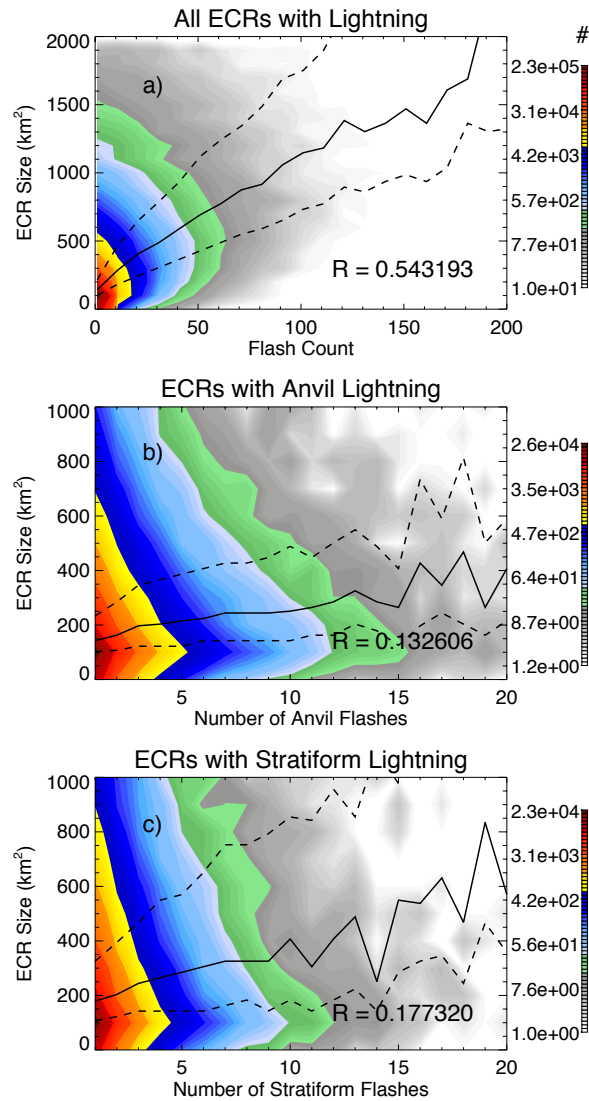 All ECRs with Lightning
#
2000
1500
1000
500
0
ECR Size (km²)
a)
R = 0.543193
0 50 100 150 200
Flash Count
2.3e+05
3.1e+04
4.2e+03
5.7e+02
7.7e+01
1.0e+01
ECRs with Anvil Lightning
1000
800
600
400
200
0
ECR Size (km²)
b)
R = 0.132606
5 10 15 20
Number of Anvil Flashes
2.6e+04
3.5e+03
4.7e+02
6.4e+01
8.7e+00
1.2e+00
ECRs with Stratiform Lightning
1000
800
600
400
200
0
ECR Size (km²)
c)
R = 0.177320
5 10 15 20
Number of Stratiform Flashes
2.3e+04
3.1e+03
4.2e+02
5.6e+01
7.6e+00
1.0e+00